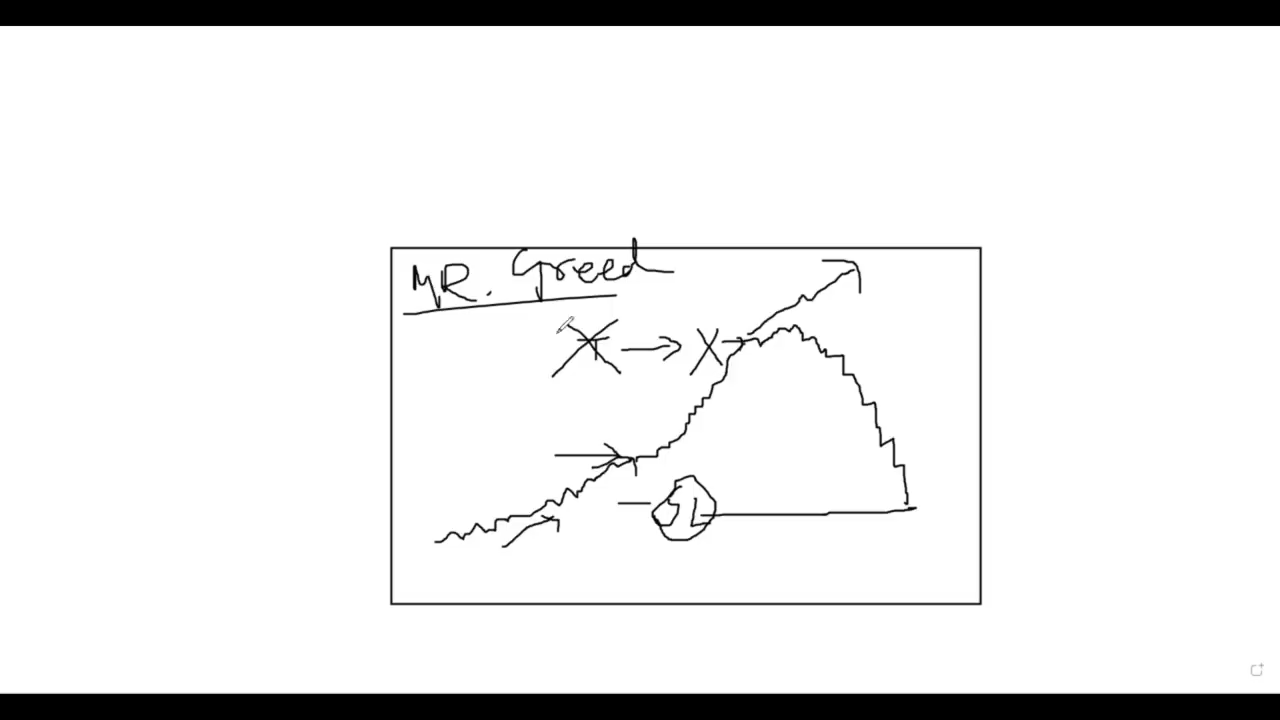 MR. Greed
X → X